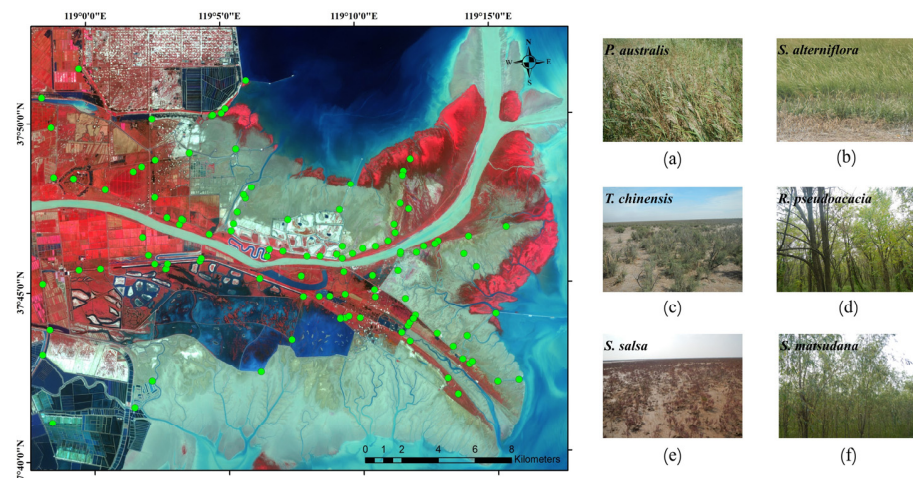 119°0'0"E
119°5'0"E
119°10'0"E
119°15'0"E
37°50'0"N
37°45'0"N
37°40'0"N
N
W E
S
0 1 2 4 6 8
Kilometers
P. australis
(a)
S. alterniflora
(b)
T. chinensis
(c)
R. pseudoacacia
(d)
S. salsa
(e)
S. matsudana
(f)